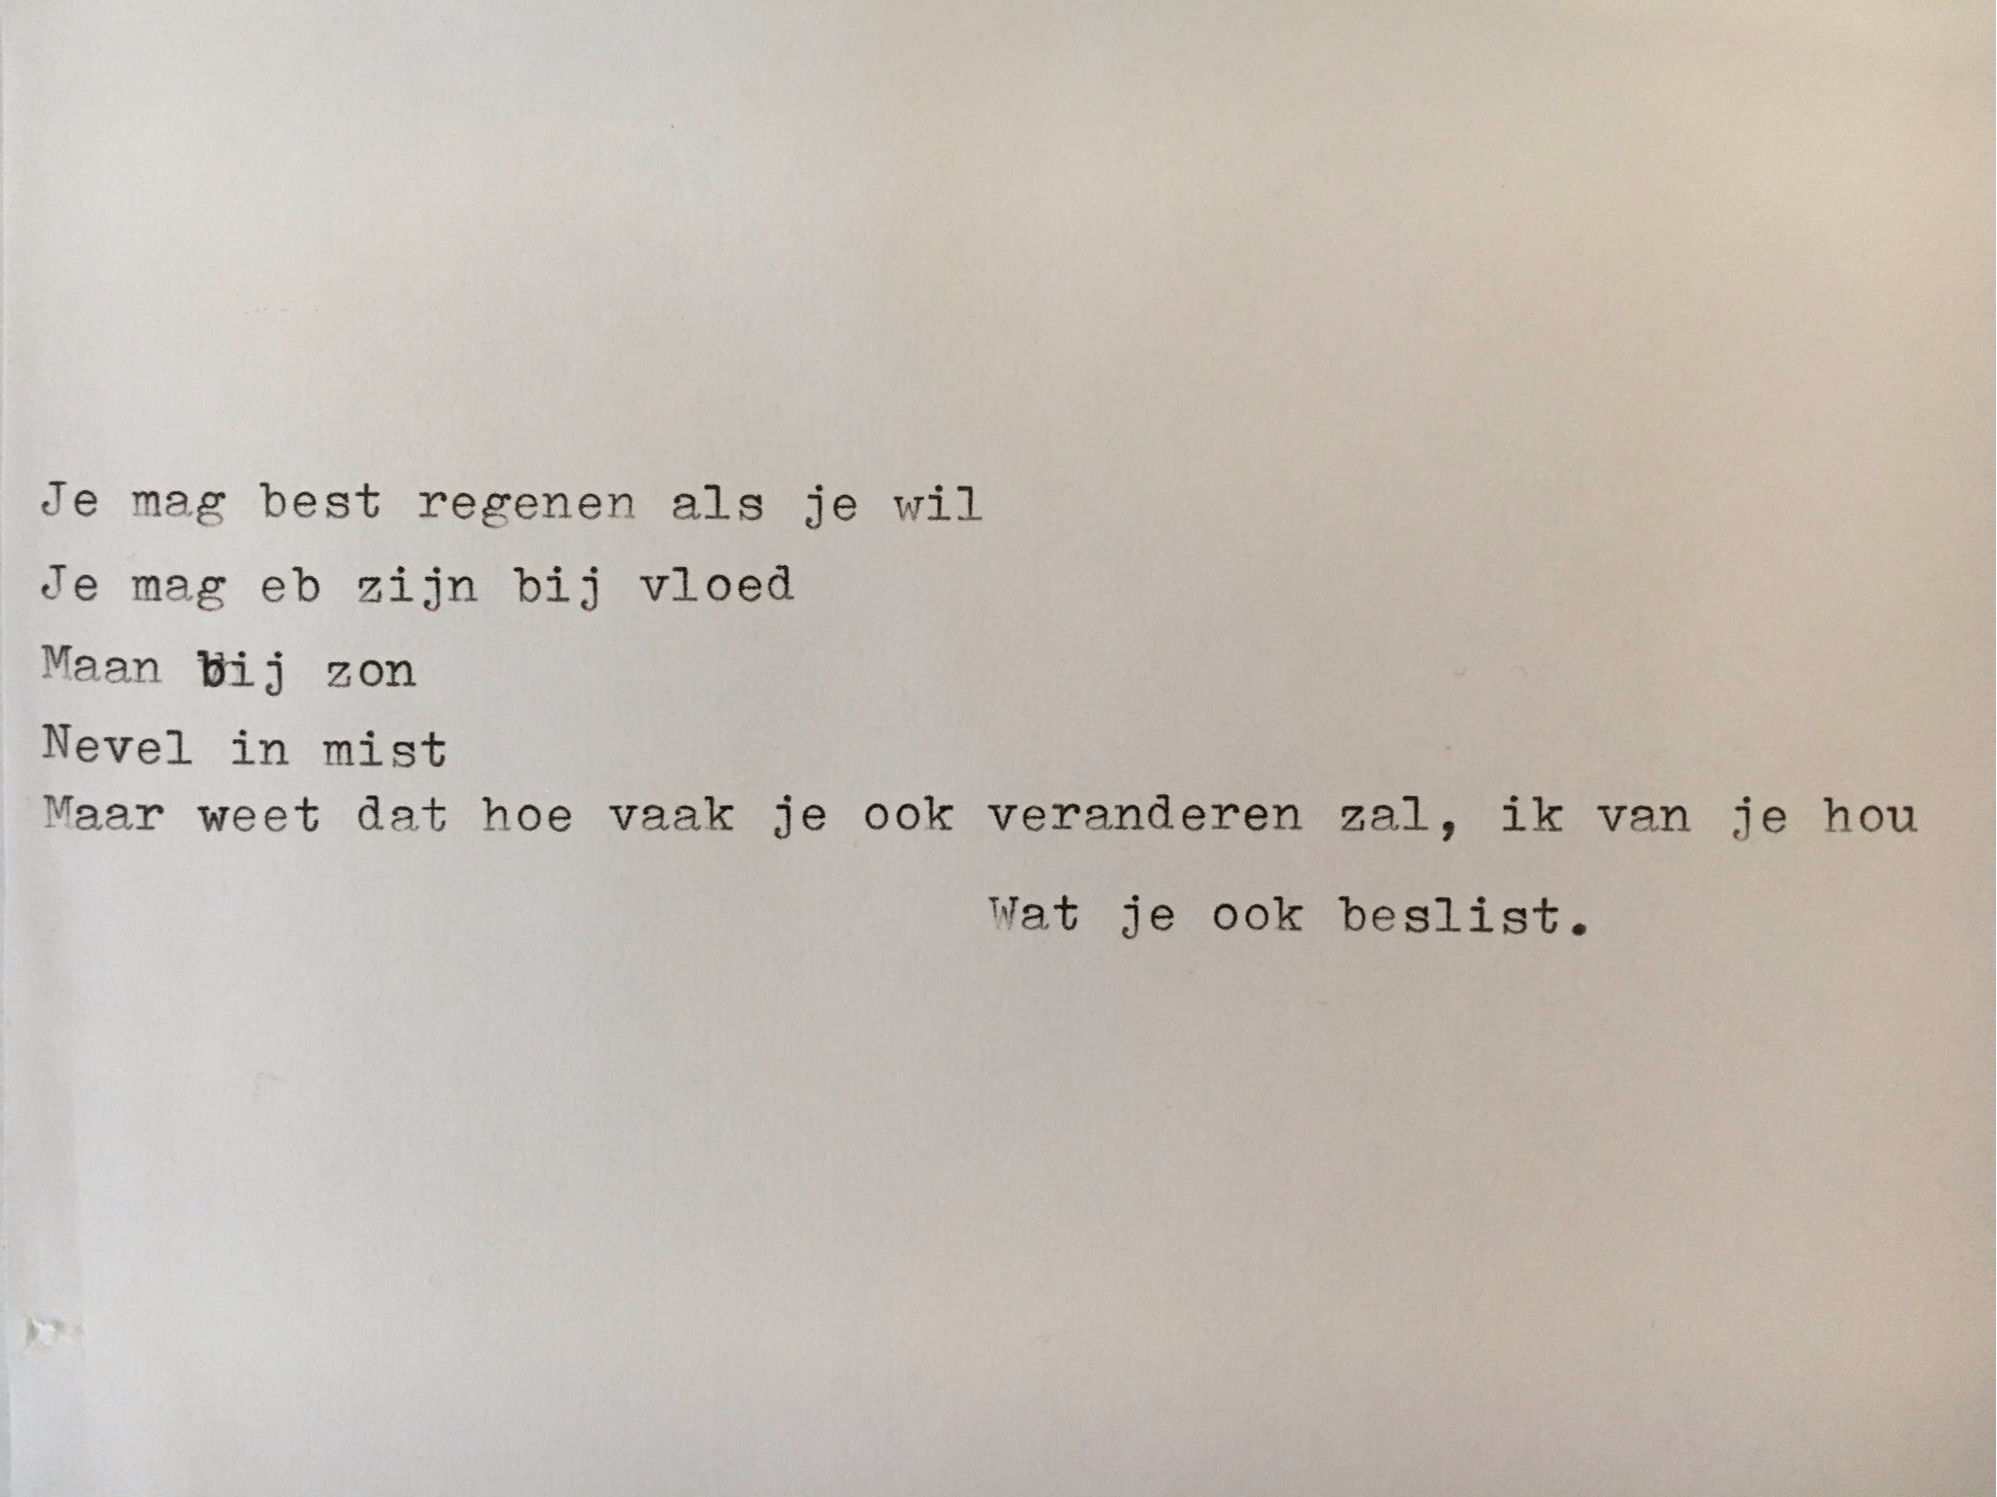 Je mag best regenen als je wil
Je mag eb zijn bij vloed
Maan bij zon
Nevel in mist
Maar weet dat hoe vaak je ook veranderen zal, ik van je hou
Wat je ook beslist.